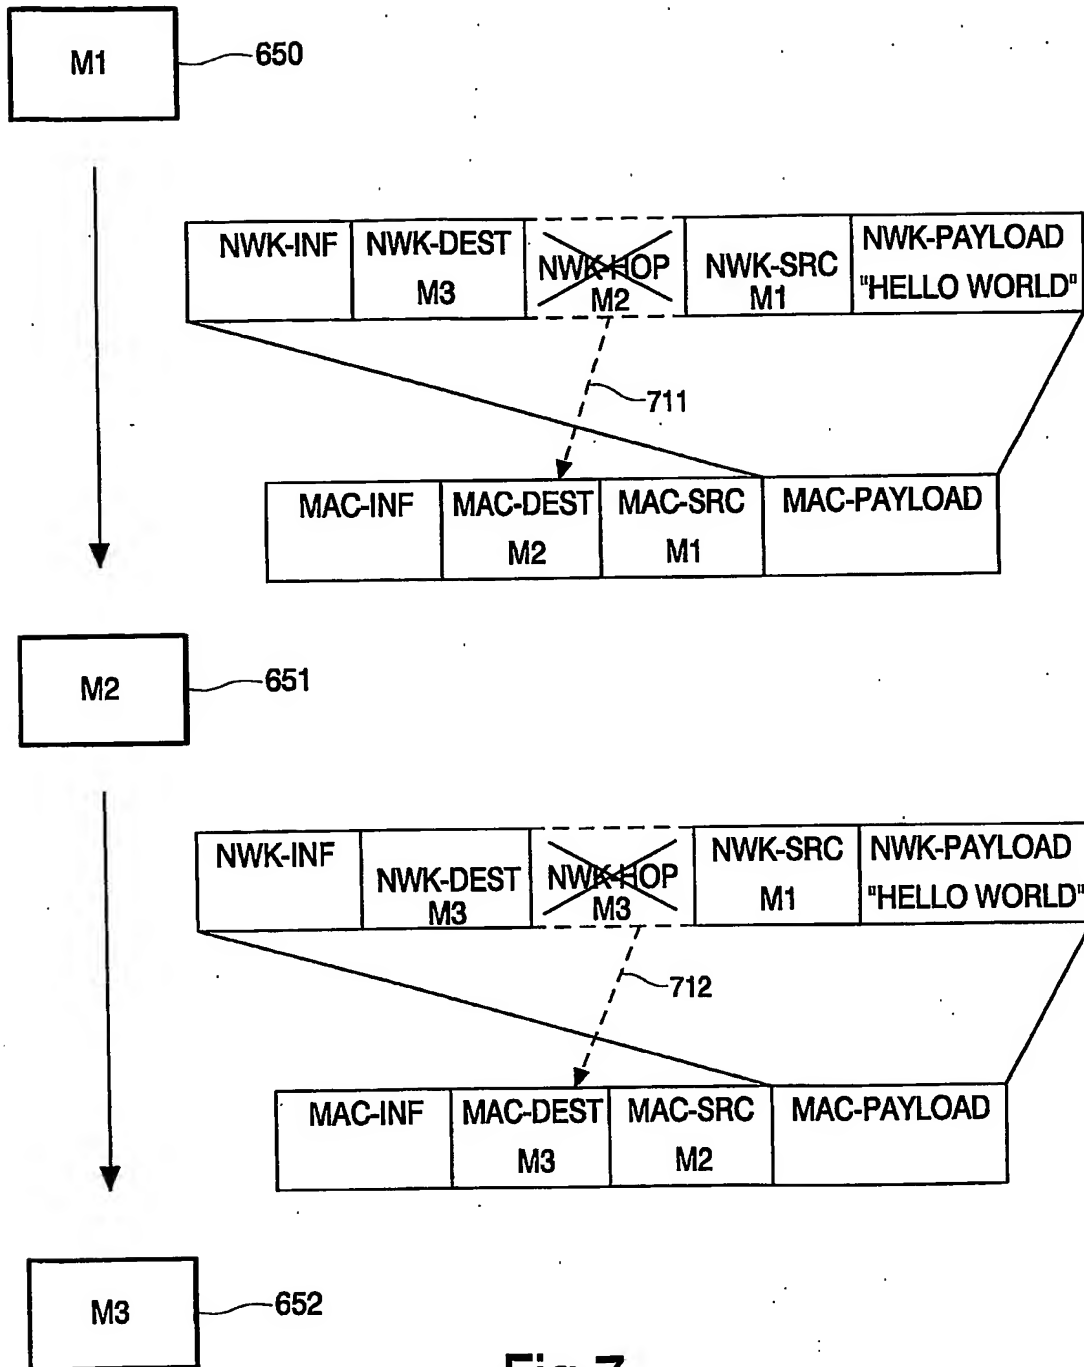 M1
650
NWK-INF
NWK-DEST
M3
NWK-HOP
M2
NWK-SRC
M1
NWK-PAYLOAD
"HELLO WORLD"
711
MAC-INF
MAC-DEST
M2
MAC-SRC
M1
MAC-PAYLOAD
M2
651
NWK-INF
NWK-DEST
M3
NWK-HOP
M3
NWK-SRC
M1
NWK-PAYLOAD
"HELLO WORLD"
712
MAC-INF
MAC-DEST
M3
MAC-SRC
M2
MAC-PAYLOAD
M3
652
Fig 7